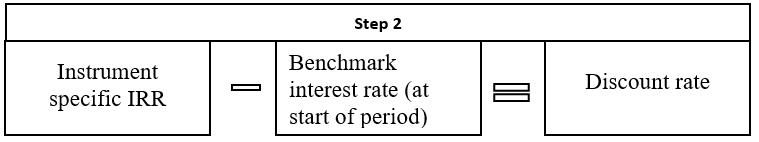 Step 2
Instrument
specific IRR
Benchmark
interest rate (at
start of period)
Discount rate